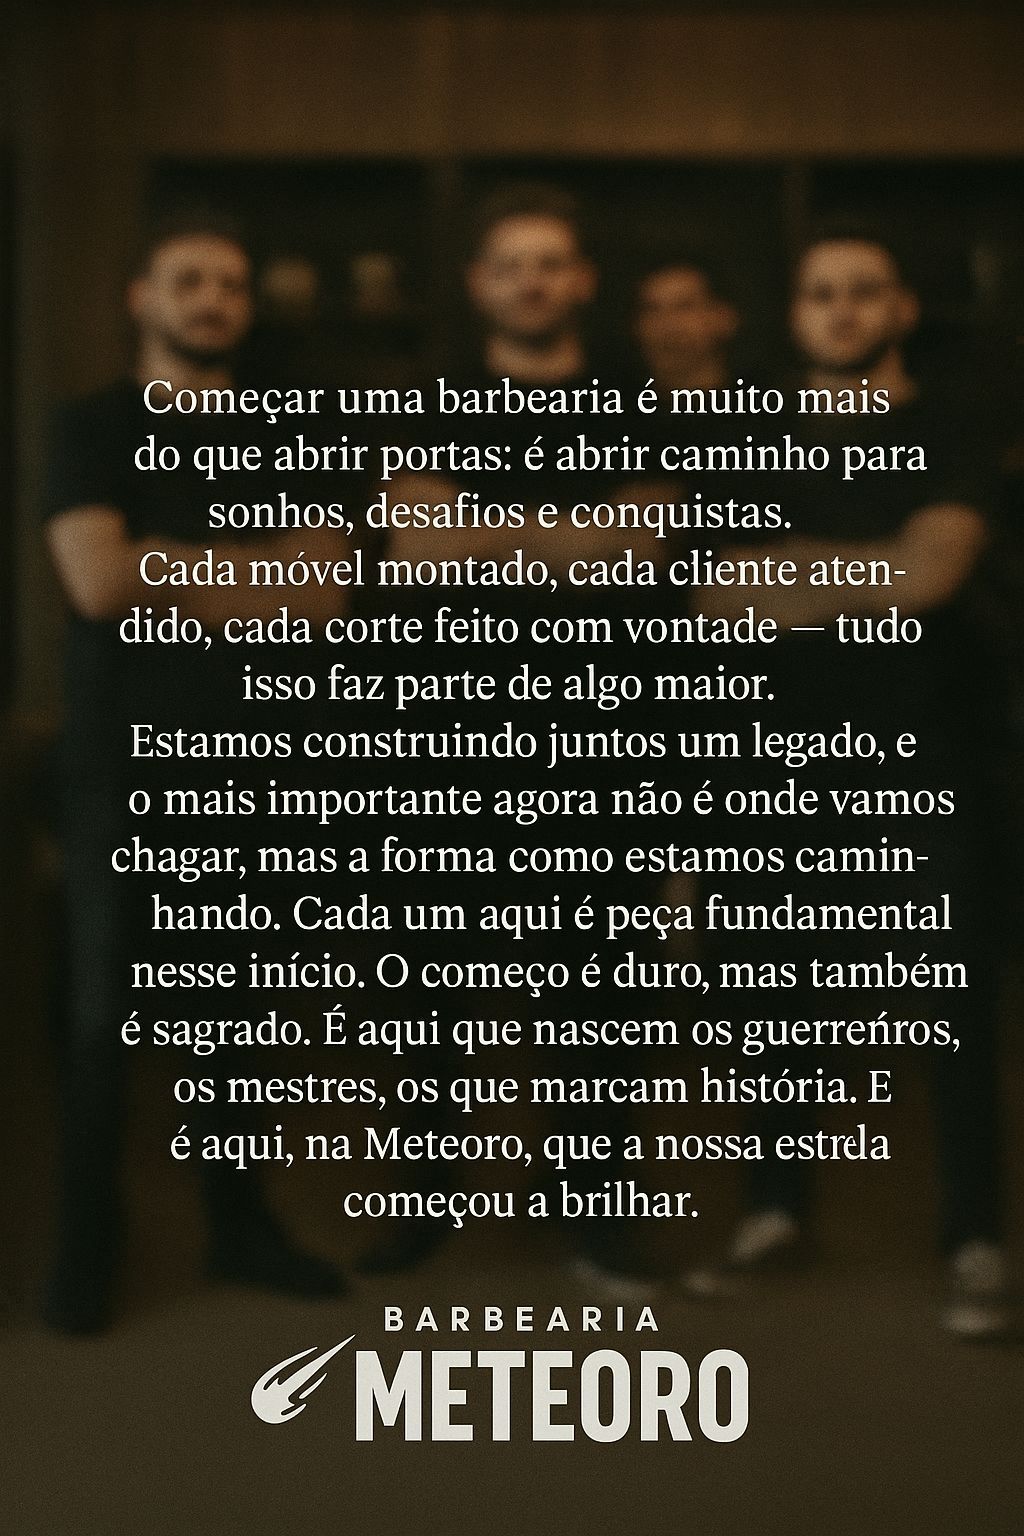 Começar uma barbearia é muito mais
do que abrir portas: é abrir caminho para
sonhos, desafios e conquistas.
Cada móvel montado, cada cliente aten-
dido, cada corte feito com vontade — tudo
isso faz parte de algo maior.
Estamos construindo juntos um legado, e
o mais importante agora não é onde vamos
chagar, mas a forma como estamos camin-
hando. Cada um aqui é peça fundamental
nesse início. O começo é duro, mas também
é sagrado. É aqui que nascem os guerreńros,
os mestres, os que marcam história. E
é aqui, na Meteoro, que a nossa estrela
começou a brilhar.
BARBEARIA
METEORO